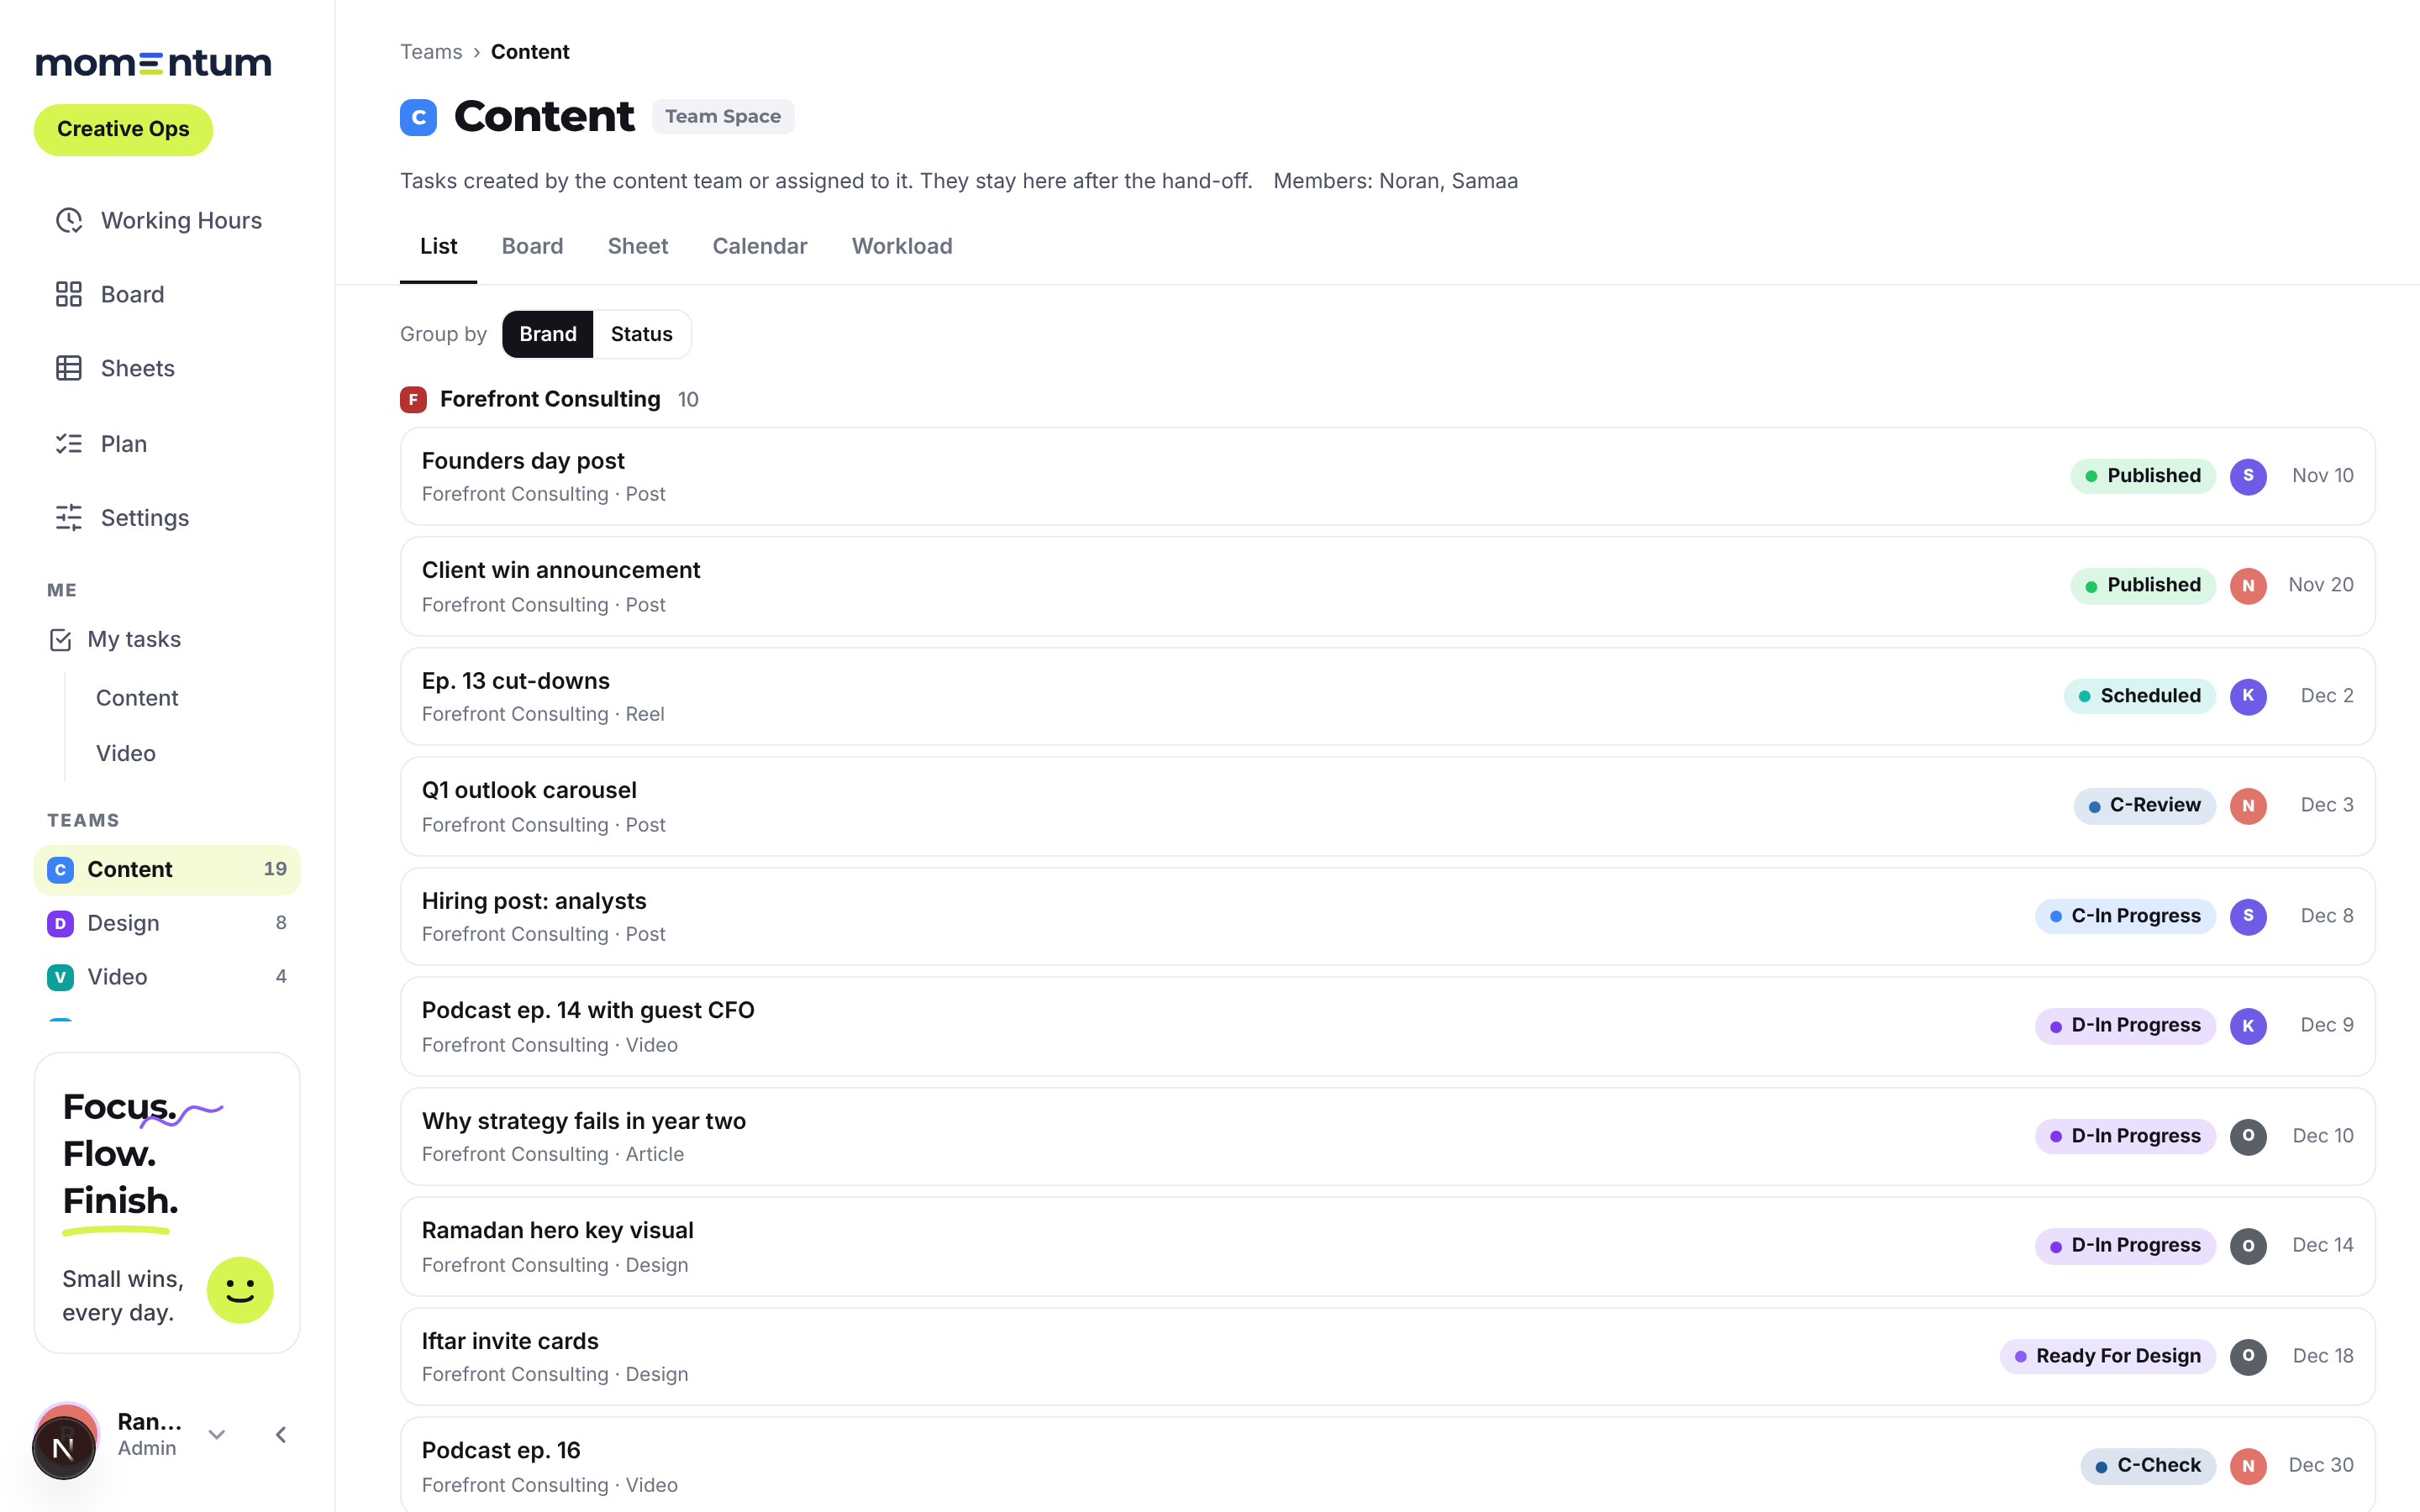 momentum
Creative Ops
Working Hours
Board
Sheets
Plan
Settings
ME
My tasks
Content
Video
TEAMS
C Content 19
D Design 8
V Video 4
Focus.
Flow.
Finish.
Small wins,
every day.
N
Ran...
Admin
Teams › Content
C Content Team Space
Tasks created by the content team or assigned to it. They stay here after the hand-off. Members: Noran, Samaa
List Board Sheet Calendar Workload
Group by Brand Status
F Forefront Consulting 10
Founders day post
Forefront Consulting · Post
Published S Nov 10
Client win announcement
Forefront Consulting · Post
Published N Nov 20
Ep. 13 cut-downs
Forefront Consulting · Reel
Scheduled K Dec 2
Q1 outlook carousel
Forefront Consulting · Post
C-Review N Dec 3
Hiring post: analysts
Forefront Consulting · Post
C-In Progress S Dec 8
Podcast ep. 14 with guest CFO
Forefront Consulting · Video
D-In Progress K Dec 9
Why strategy fails in year two
Forefront Consulting · Article
D-In Progress O Dec 10
Ramadan hero key visual
Forefront Consulting · Design
D-In Progress O Dec 14
Iftar invite cards
Forefront Consulting · Design
Ready For Design O Dec 18
Podcast ep. 16
Forefront Consulting · Video
C-Check N Dec 30